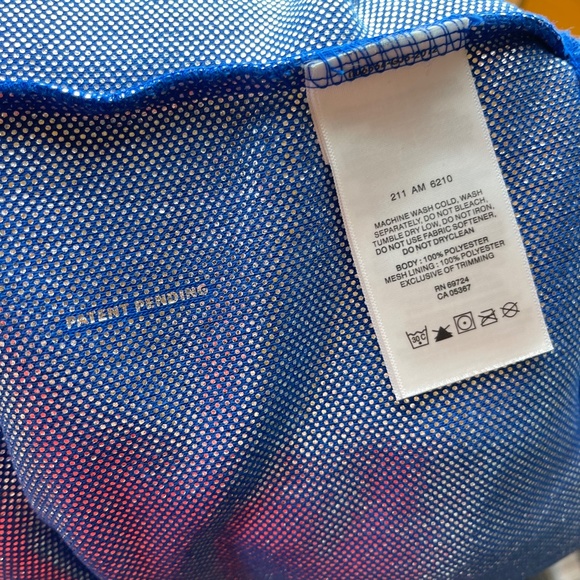 211 AM 6210
MACHINE WASH COLD, WASH
SEPARATELY, DO NOT BLEACH.
TUMBLE DRY LOW, DO NOT IRON.
DO NOT USE FABRIC SOFTENER.
DO NOT DRYCLEAN
BODY : 100% POLYESTER
MESH LINING : 100% POLYESTER
EXCLUSIVE OF TRIMMING
RN 69724
CA 05367
30°C
PATENT PENDING